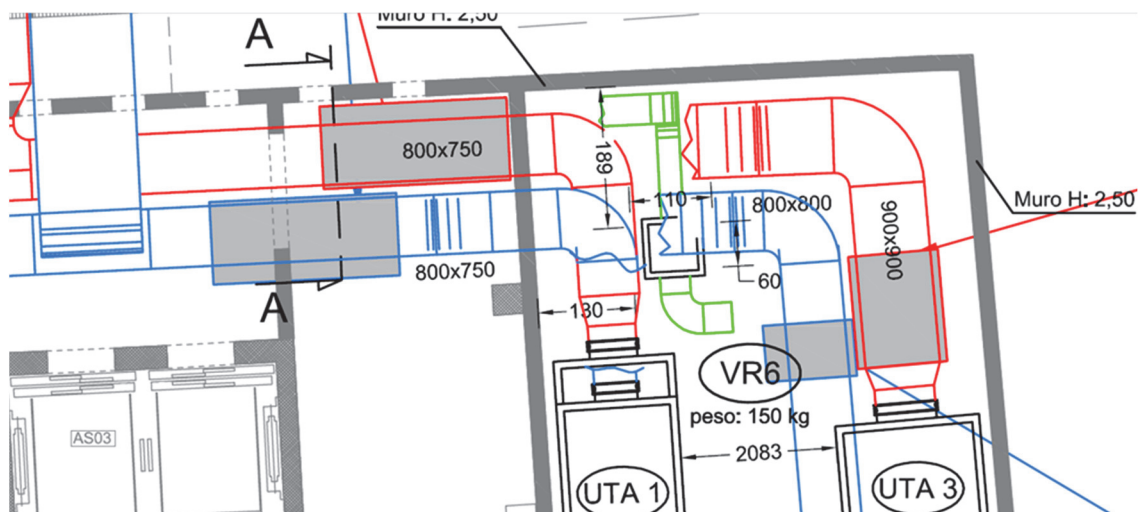 Muro H: 2,50
A
189
800x750
110
800x800
Muro H: 2,50
900x900
800x750
60
A
130
VR6
peso: 150 kg
2083
AS03
UTA 1
UTA 3